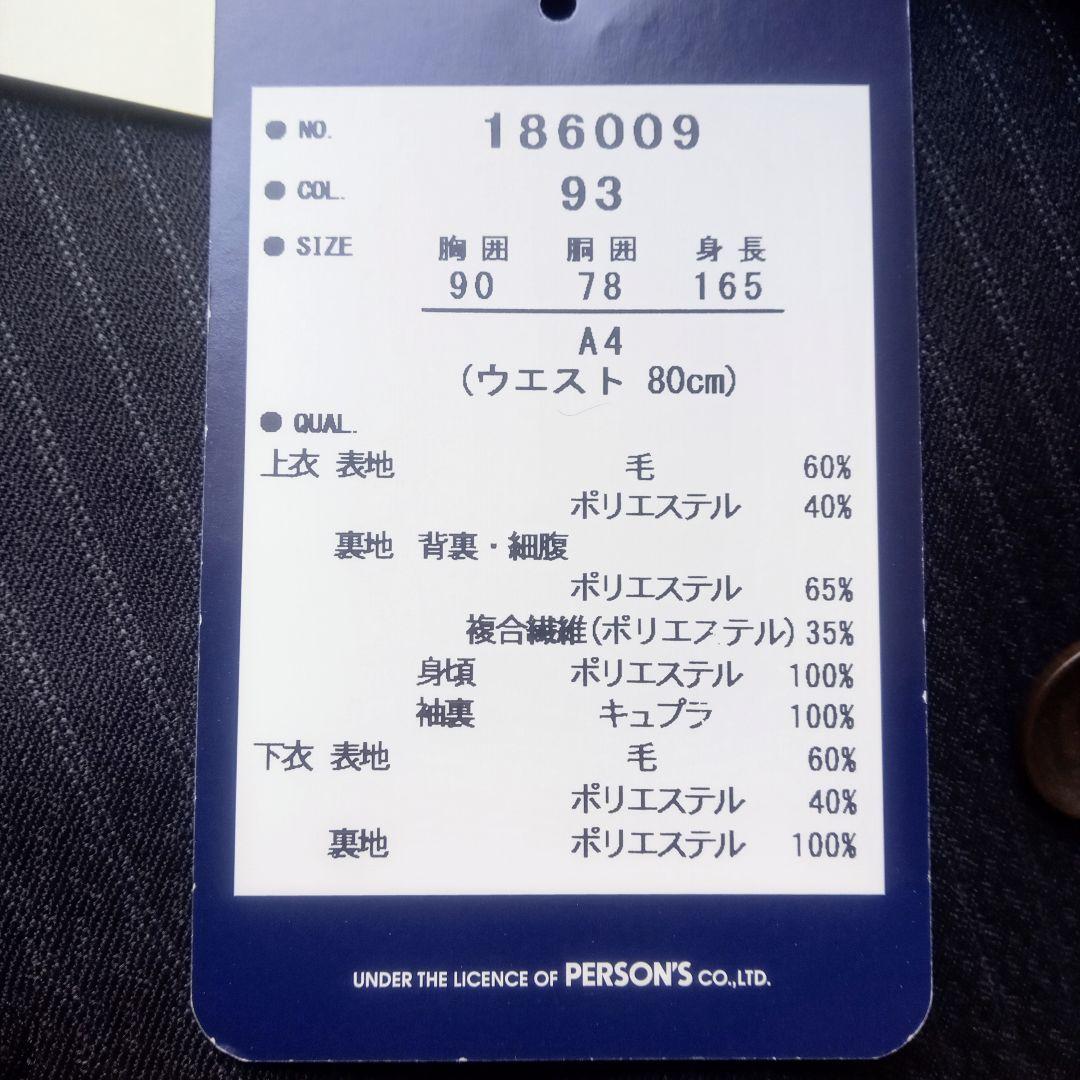 ● NO. 186009
● COL. 93
● SIZE 胸囲 胴囲 身長
90 78 165
A4
(ウエスト 80cm)
● QUAL.
上衣 表地 毛 60%
ポリエステル 40%
裏地 背裏・細腹
ポリエステル 65%
複合繊維(ポリエステル) 35%
身頃 ポリエステル 100%
袖裏 キュプラ 100%
下衣 表地 毛 60%
ポリエステル 40%
裏地 ポリエステル 100%
UNDER THE LICENCE OF PERSON'S CO.,LTD.